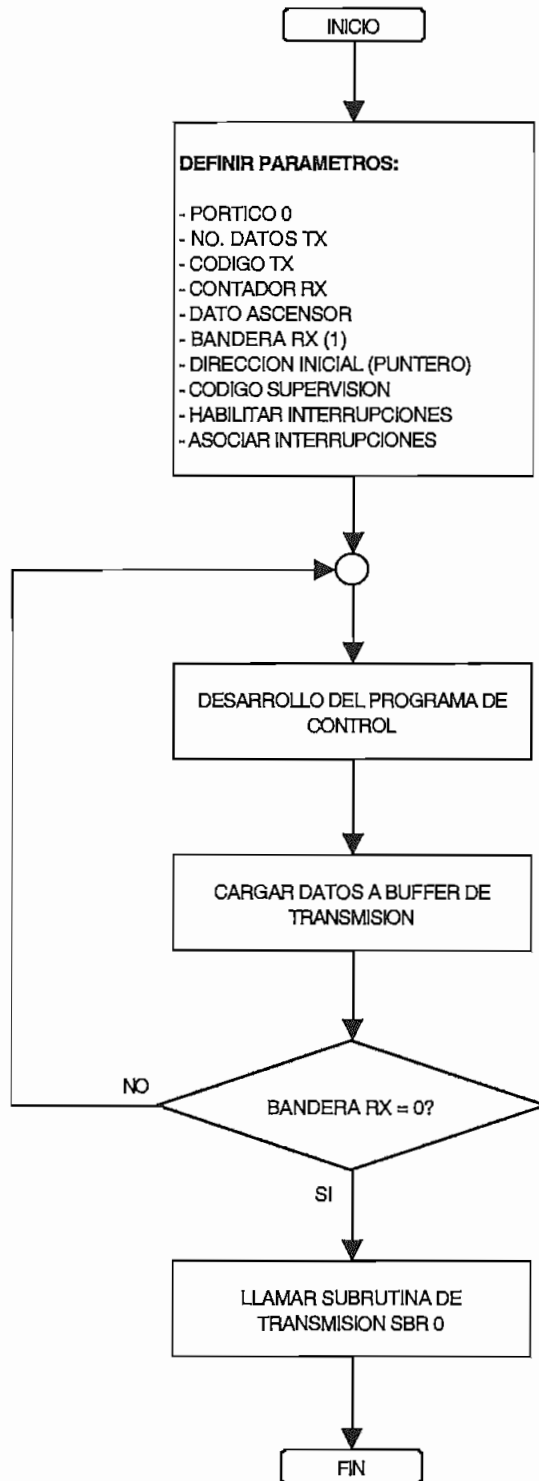 INICIO
DEFINIR PARAMETROS:
- PORTICO 0
- NO. DATOS TX
- CODIGO TX
- CONTADOR RX
- DATO ASCENSOR
- BANDERA RX (1)
- DIRECCION INICIAL (PUNTERO)
- CODIGO SUPERVISION
- HABILITAR INTERRUPCIONES
- ASOCIAR INTERRUPCIONES
DESARROLLO DEL PROGRAMA DE
CONTROL
CARGAR DATOS A BUFFER DE
TRANSMISION
NO
BANDERA RX = 0?
SI
LLAMAR SUBRUTINA DE
TRANSMISION SBR 0
FIN